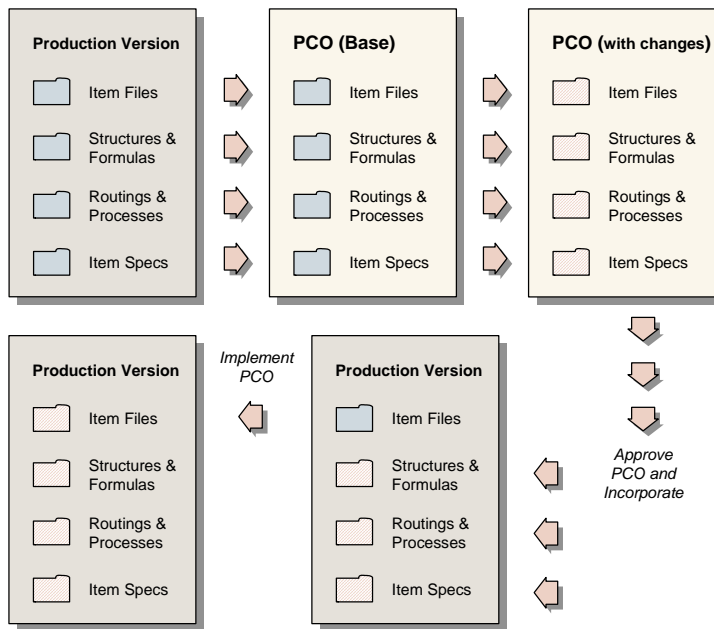 Production Version
Item Files
Structures &
Formulas
Routings &
Processes
Item Specs
PCO (Base)
Item Files
Structures &
Formulas
Routings &
Processes
Item Specs
PCO (with changes)
Item Files
Structures &
Formulas
Routings &
Processes
Item Specs
Approve
PCO and
Incorporate
Production Version
Item Files
Structures &
Formulas
Routings &
Processes
Item Specs
Implement
PCO
Production Version
Item Files
Structures &
Formulas
Routings &
Processes
Item Specs